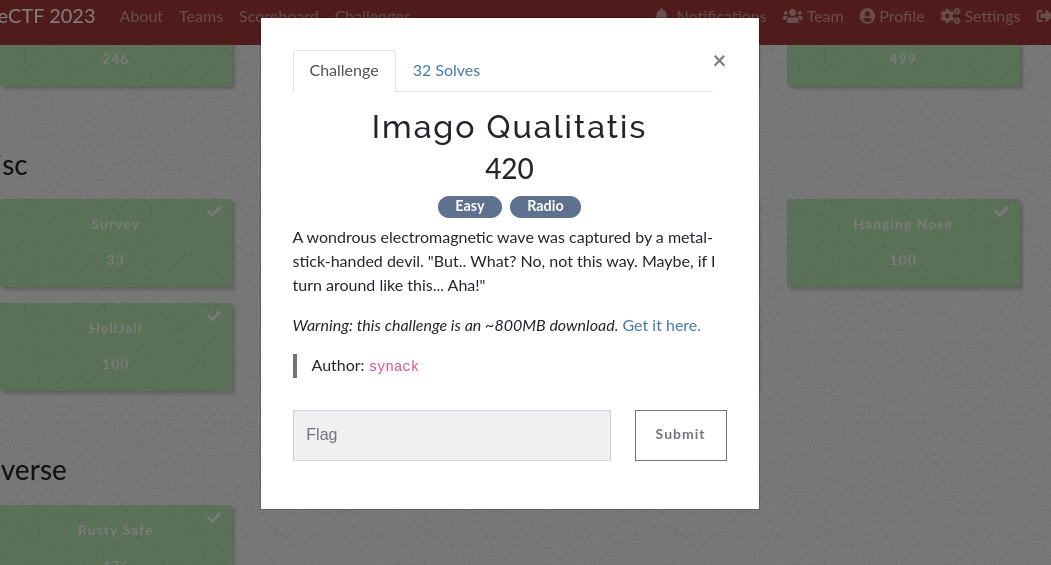 eCTF 2023 About Teams Scoreboard Challenges Notifications Team Profile Settings
246
499
Challenge 32 Solves ×
Imago Qualitatis
420
Easy Radio
A wondrous electromagnetic wave was captured by a metal-
stick-handed devil. "But.. What? No, not this way. Maybe, if I
turn around like this... Aha!"
Warning: this challenge is an ~800MB download. Get it here.
Author: synack
Flag Submit
isc
Survey
33
Hanging Nose
100
HellJail
100
verse
Rusty Safe